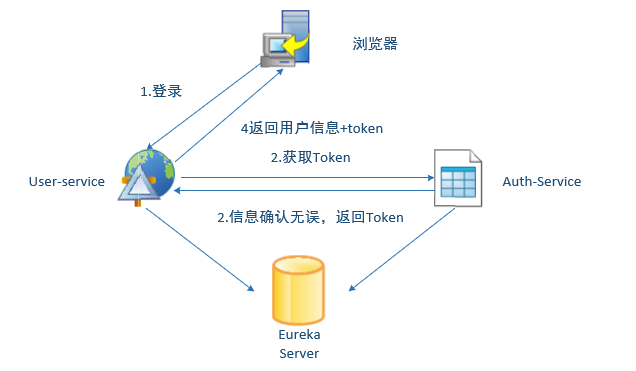 浏览器
1.登录
4返回用户信息+token
2.获取Token
User-service
Auth-Service
2.信息确认无误，返回Token
Eureka
Server